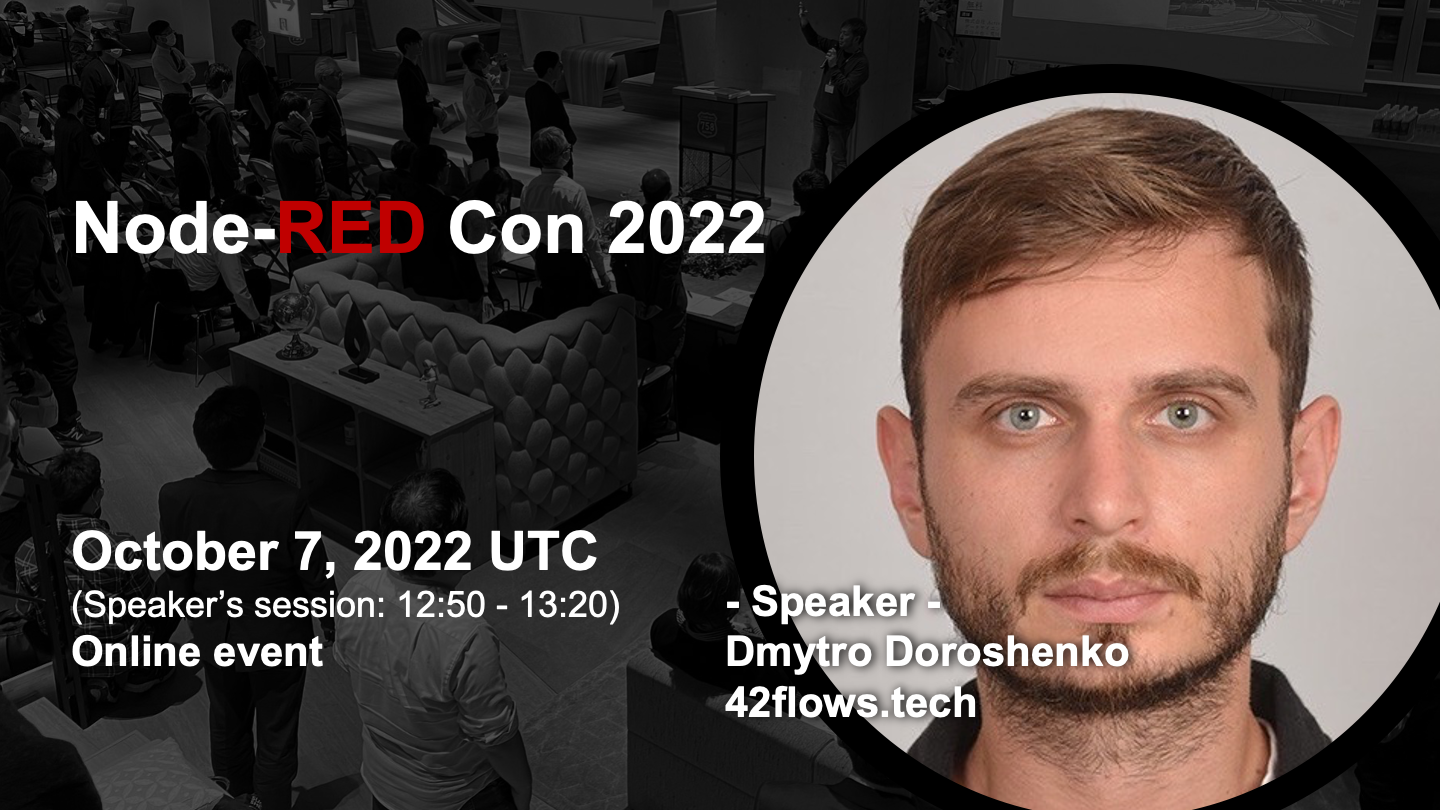 Node-RED Con 2022
October 7, 2022 UTC
(Speaker's session: 12:50 - 13:20)
Online event
- Speaker -
Dmytro Doroshenko
42flows.tech